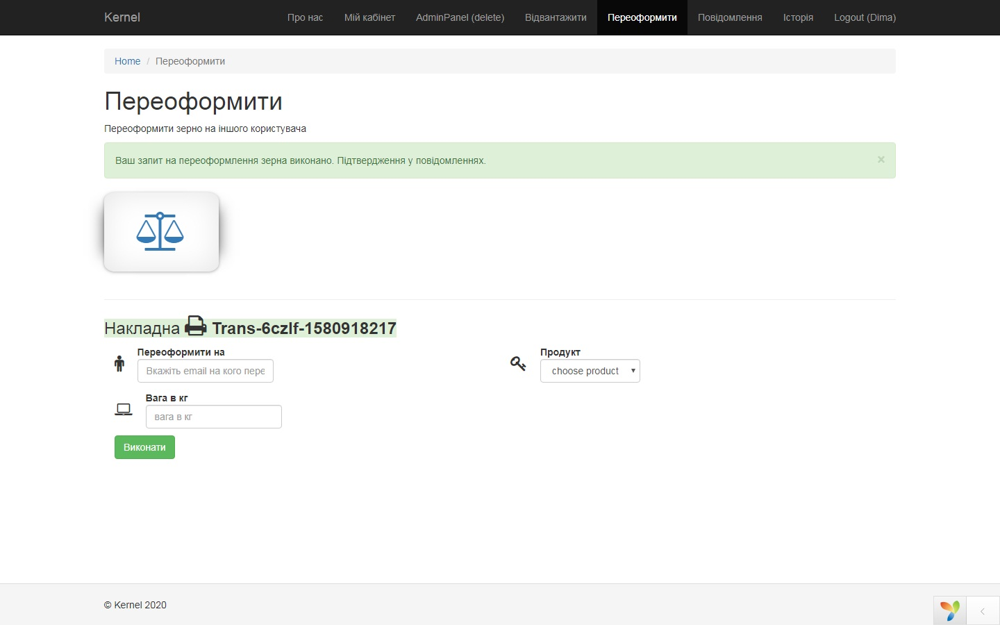 Kernel
Про нас
Мій кабінет
AdminPanel (delete)
Відвантажити
Переоформити
Повідомлення
Історія
Logout (Dima)
Home / Переоформити
Переоформити
Переоформити зерно на іншого користувача
Ваш запит на переоформлення зерна виконано. Підтвердження у повідомленнях.
×
Накладна Trans-6czlf-1580918217
Переоформити на
Вкажіть email на кого пере
Продукт
choose product
Вага в кг
вага в кг
Виконати
© Kernel 2020